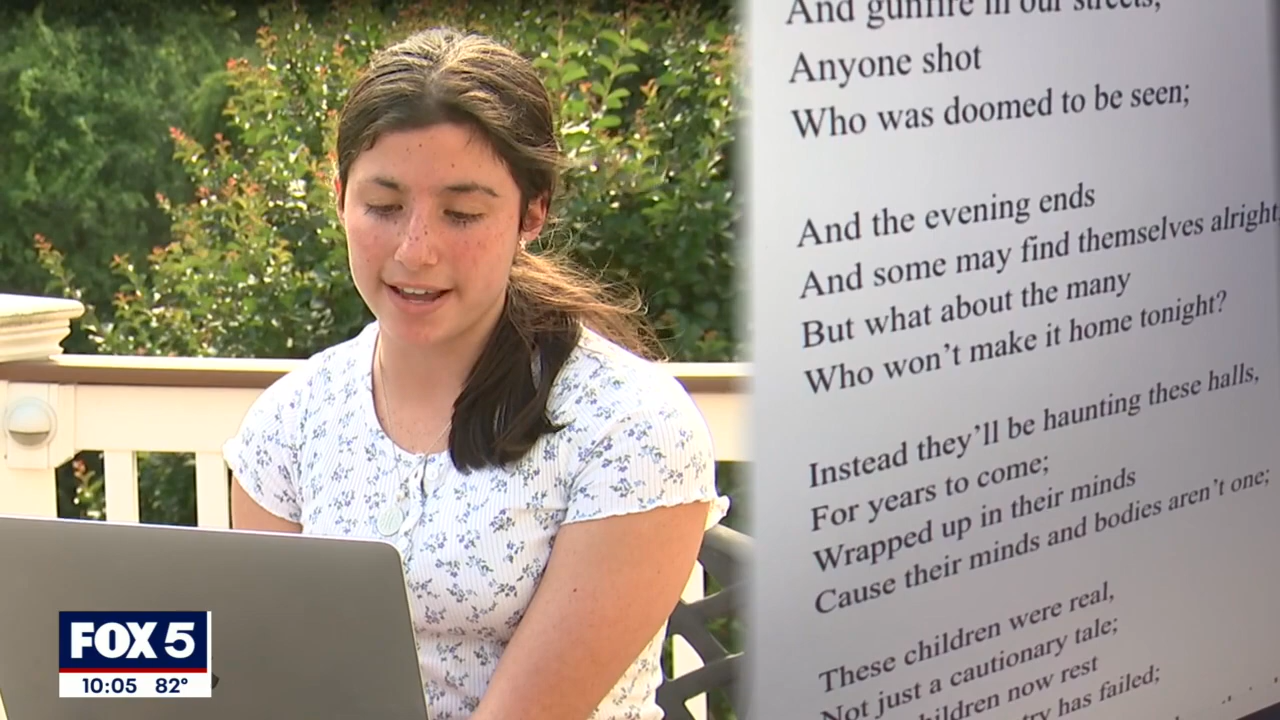 And gunfire in our streets,
Anyone shot
Who was doomed to be seen;
And the evening ends
And some may find themselves alright
But what about the many
Who won't make it home tonight?
Instead they'll be haunting these halls,
For years to come;
Wrapped up in their minds
Cause their minds and bodies aren't one;
These children were real,
Not just a cautionary tale;
now rest
has failed;
FOX 5
10:05 82°